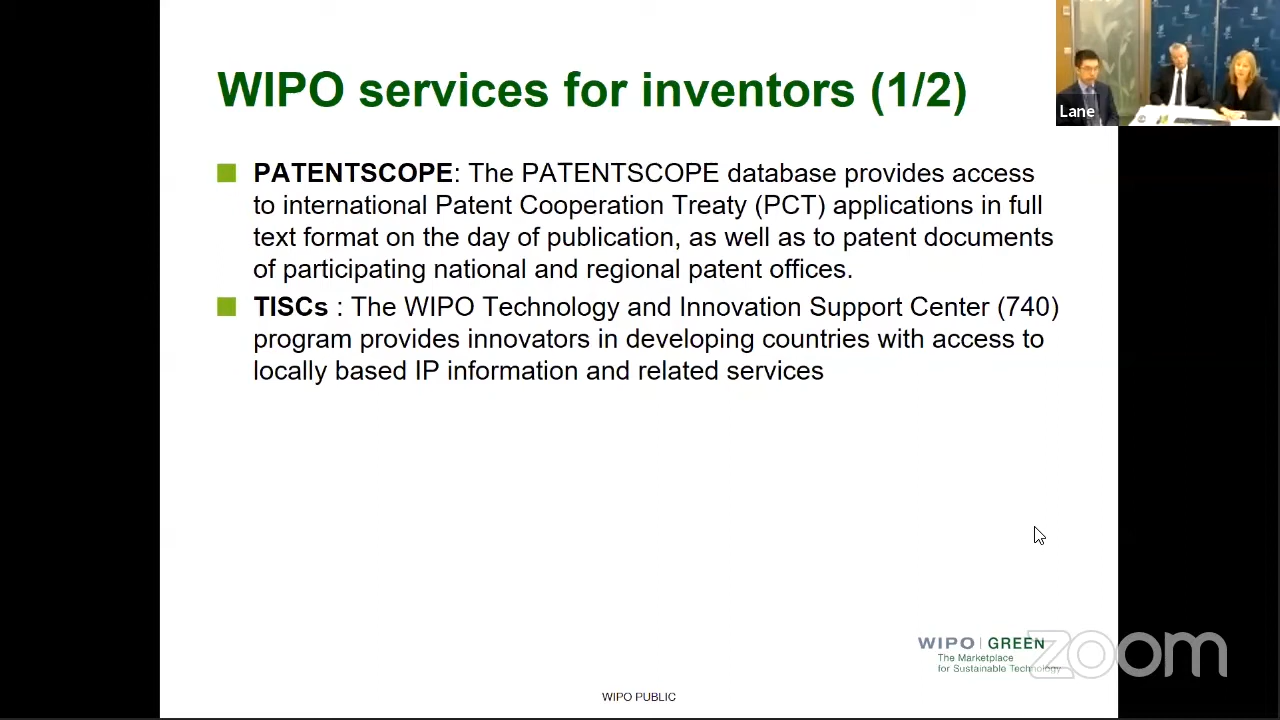 WIPO services for inventors (1/2)
Lane
PATENTSCOPE: The PATENTSCOPE database provides access
to international Patent Cooperation Treaty (PCT) applications in full
text format on the day of publication, as well as to patent documents
of participating national and regional patent offices.
TISCs : The WIPO Technology and Innovation Support Center (740)
program provides innovators in developing countries with access to
locally based IP information and related services
WIPO | GREEN
The Marketplace
for Sustainable Technology
zoom
WIPO PUBLIC